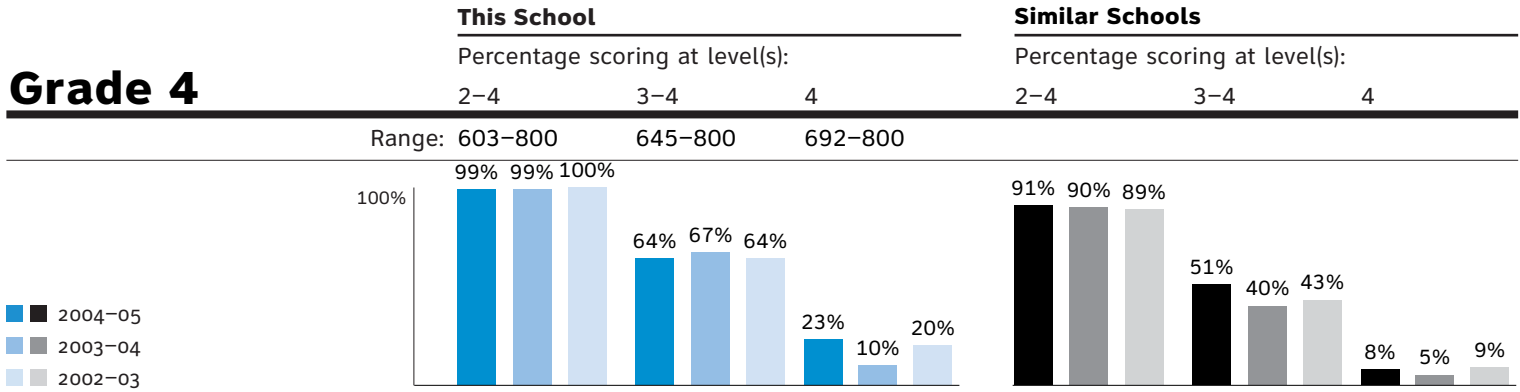 This School Similar Schools
Percentage scoring at level(s): Percentage scoring at level(s):
Grade 4 2–4 3–4 4 2–4 3–4 4
Range: 603–800 645–800 692–800
99% 99% 100% 91% 90% 89%
100%
64% 67% 64% 51% 40% 43%
23% 10% 20% 8% 5% 9%
2004–05
2003–04
2002–03